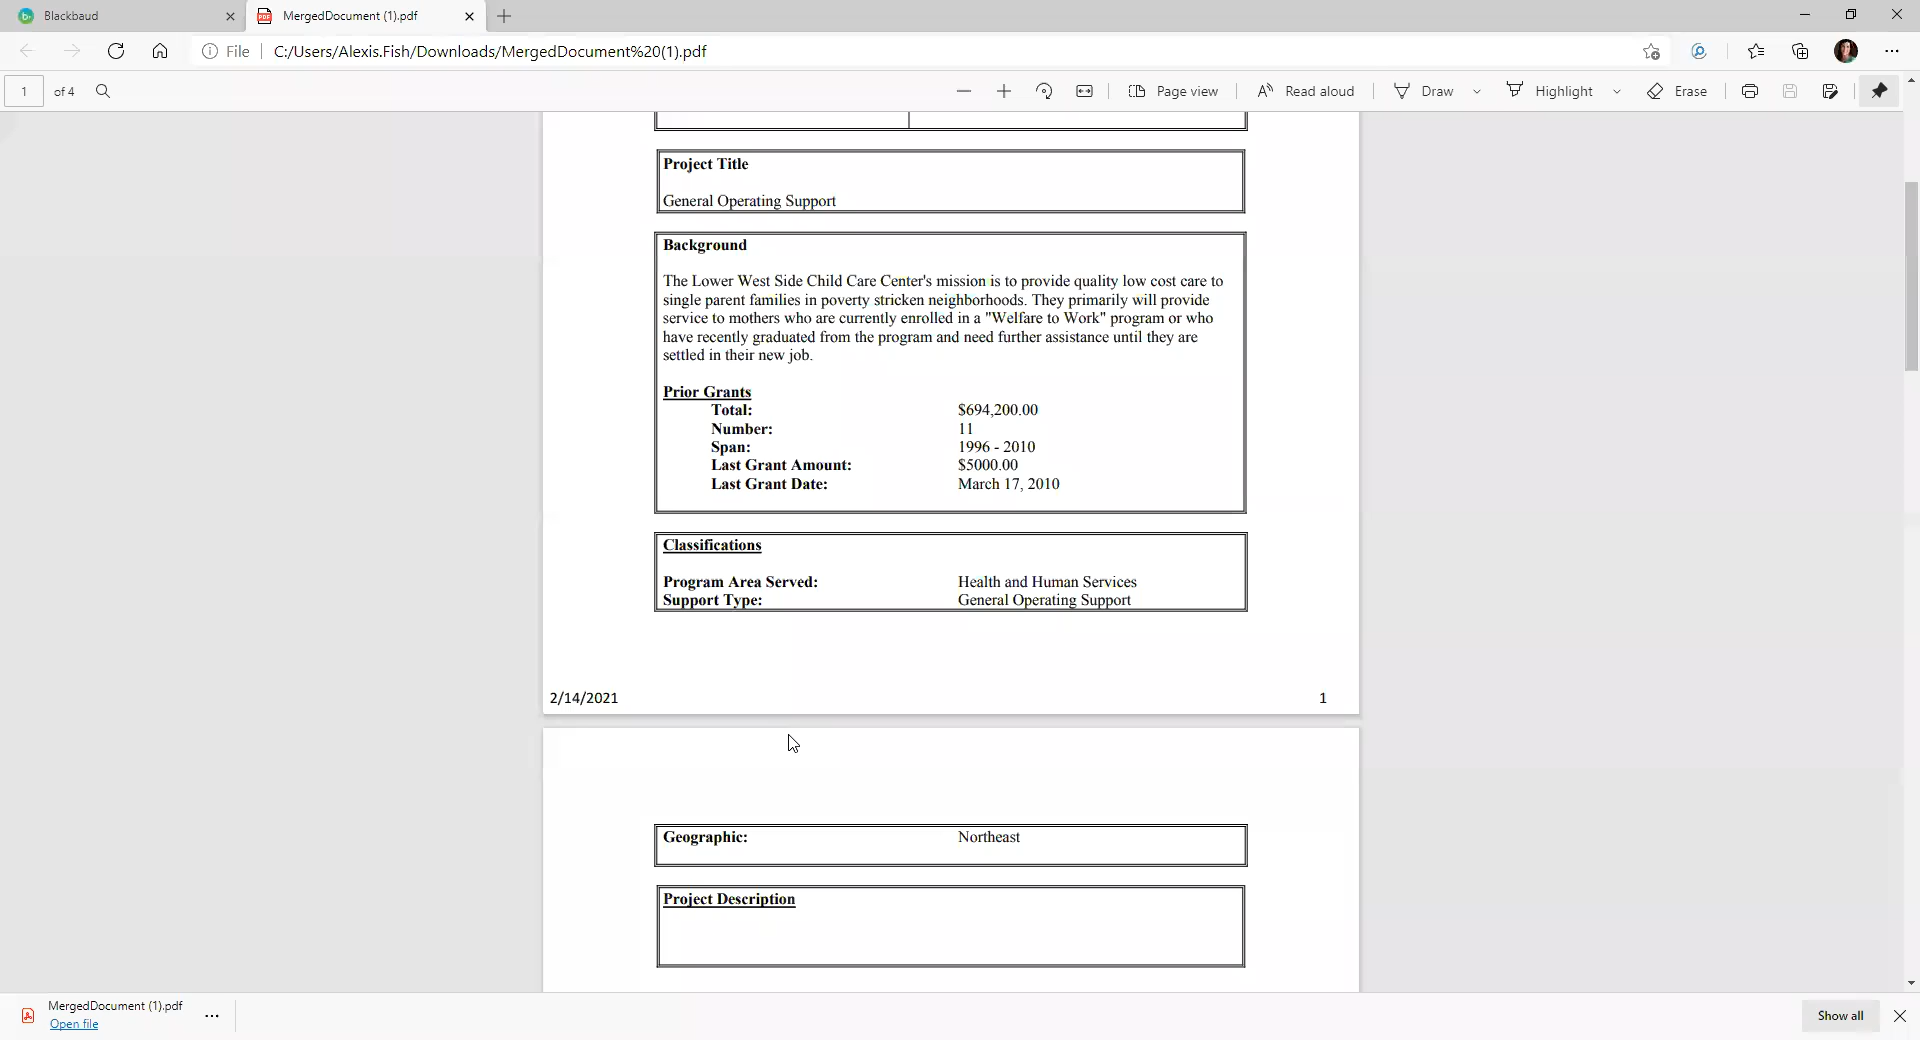 Blackbaud
MergedDocument (1).pdf
File
C:/Users/Alexis.Fish/Downloads/MergedDocument%20(1).pdf
1 of 4
Page view
Read aloud
Draw
Highlight
Erase
Project Title
General Operating Support
Background
The Lower West Side Child Care Center's mission is to provide quality low cost care to
single parent families in poverty stricken neighborhoods. They primarily will provide
service to mothers who are currently enrolled in a "Welfare to Work" program or who
have recently graduated from the program and need further assistance until they are
settled in their new job.
Prior Grants
Total: $694,200.00
Number: 11
Span: 1996 - 2010
Last Grant Amount: $5000.00
Last Grant Date: March 17, 2010
Classifications
Program Area Served: Health and Human Services
Support Type: General Operating Support
2/14/2021 1
Geographic: Northeast
Project Description
MergedDocument (1).pdf
Open file
Show all